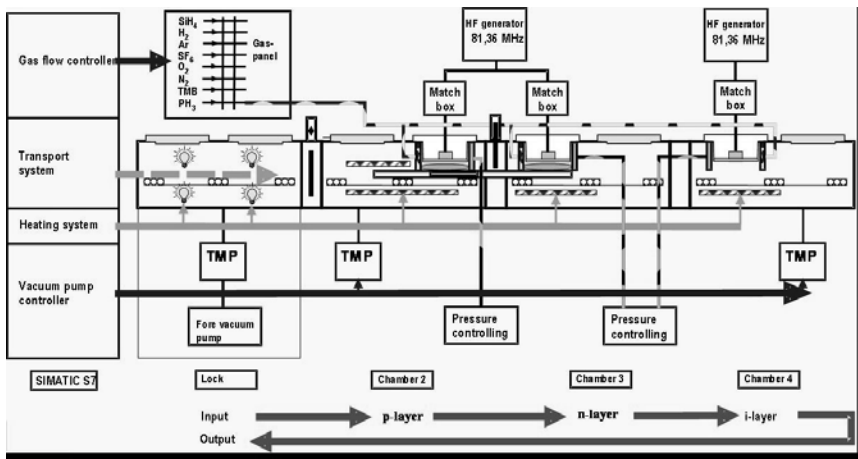 Gas flow controller
SiH4
H2
Ar
SF6
O2
N2
TMB
PH3
Gas-
panel
HF generator
81,36 MHz
HF generator
81,36 MHz
Match
box
Match
box
Match
box
Transport
system
Heating system
Vacuum pump
controller
TMP
TMP
TMP
Fore vacuum
pump
Pressure
controlling
Pressure
controlling
SIMATIC S7
Lock
Chamber 2
Chamber 3
Chamber 4
Input
p-layer
n-layer
i-layer
Output